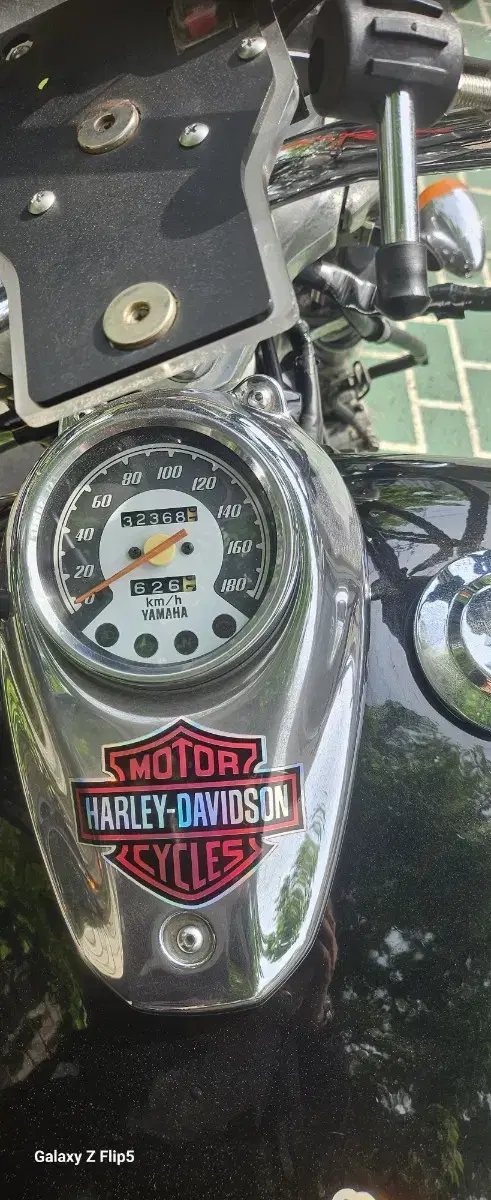 80 100 120
60 140
40 160
20 180
0
32368
626
km/h
YAMAHA
MOTOR
HARLEY-DAVIDSON
CYCLES
Galaxy Z Flip5